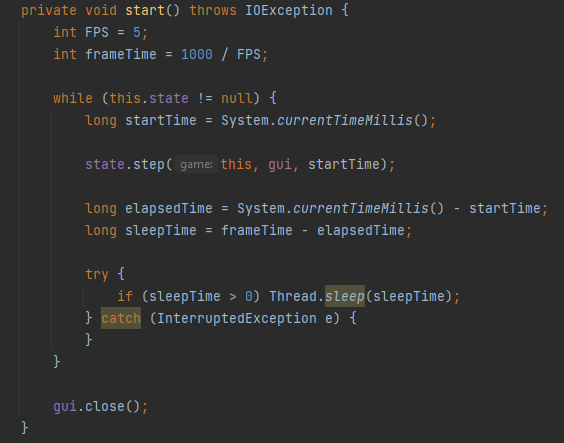 private void start() throws IOException {
    int FPS = 5;
    int frameTime = 1000 / FPS;

    while (this.state != null) {
        long startTime = System.currentTimeMillis();

        state.step( game: this, gui, startTime);

        long elapsedTime = System.currentTimeMillis() - startTime;
        long sleepTime = frameTime - elapsedTime;

        try {
            if (sleepTime > 0) Thread.sleep(sleepTime);
        } catch (InterruptedException e) {
        }
    }

    gui.close();
}